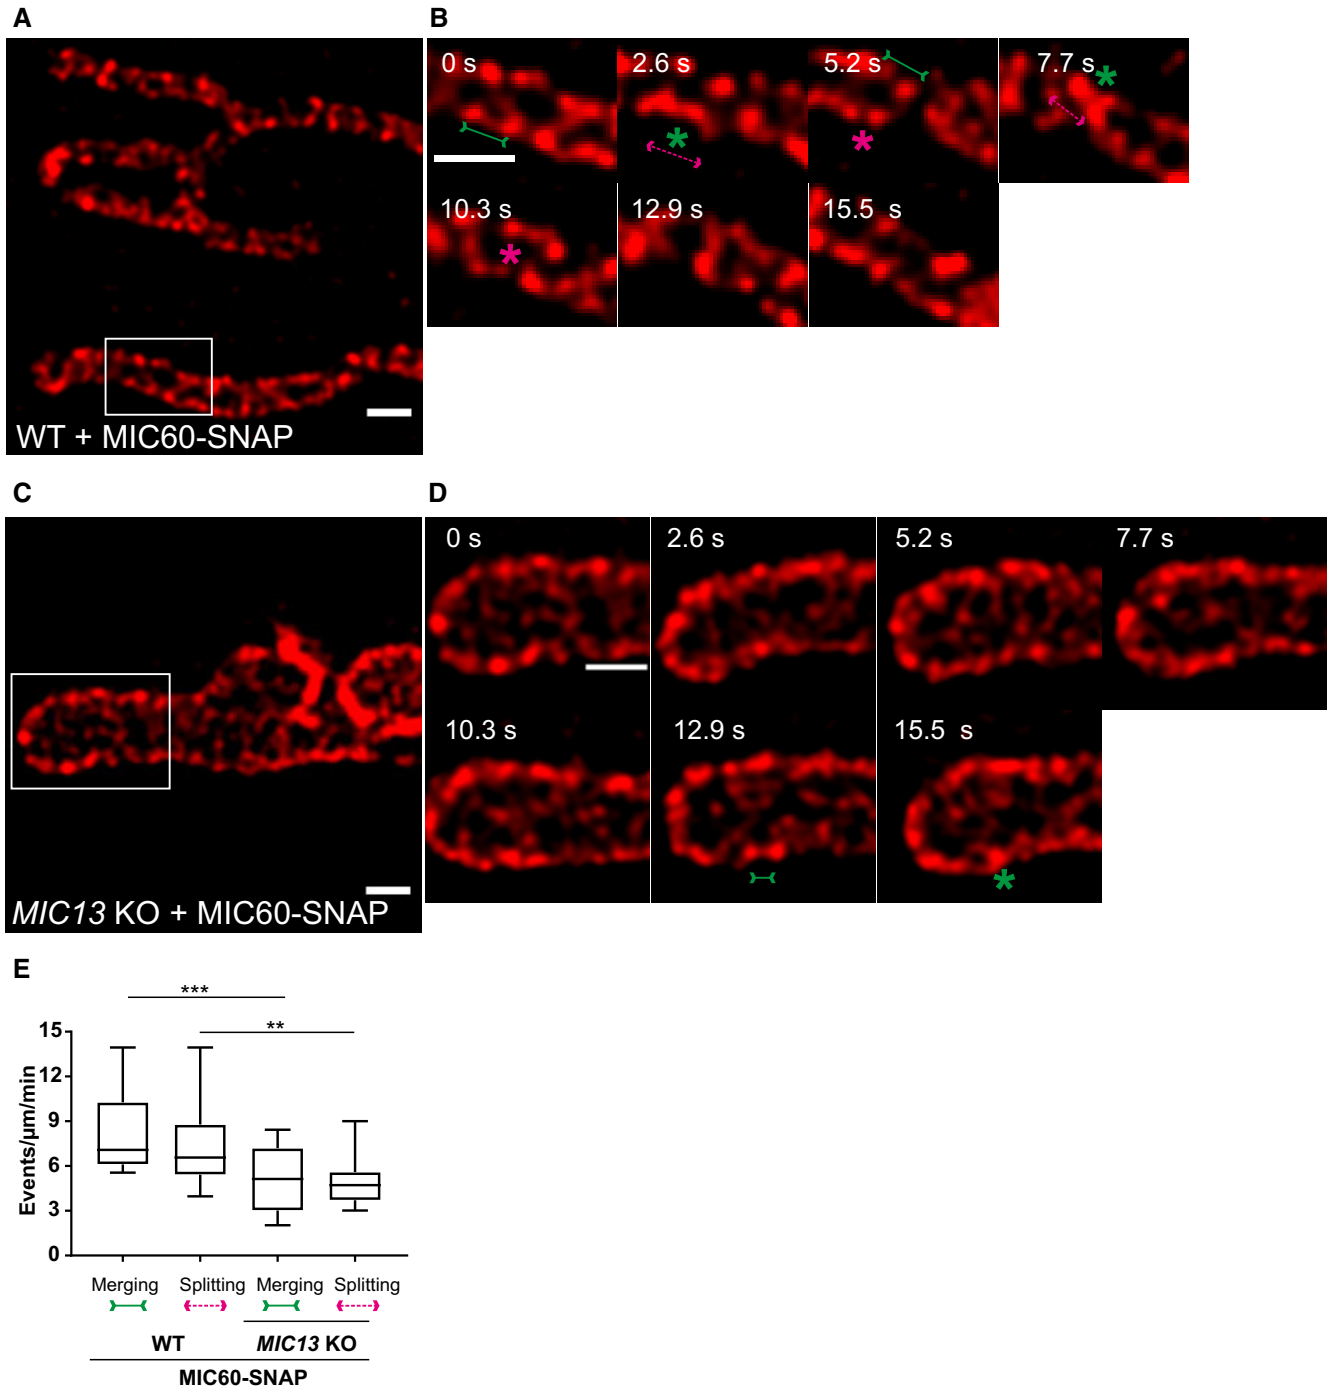 A
B
0 s
2.6 s
5.2 s
7.7 s
*
*
*
*
10.3 s
12.9 s
15.5 s
WT + MIC60-SNAP
C
D
0 s
2.6 s
5.2 s
7.7 s
10.3 s
12.9 s
15.5 s
*
MIC13 KO + MIC60-SNAP
E
***
**
15
12
9
6
3
0
Events/µm/min
Merging Splitting Merging Splitting
WT MIC13 KO
MIC60-SNAP